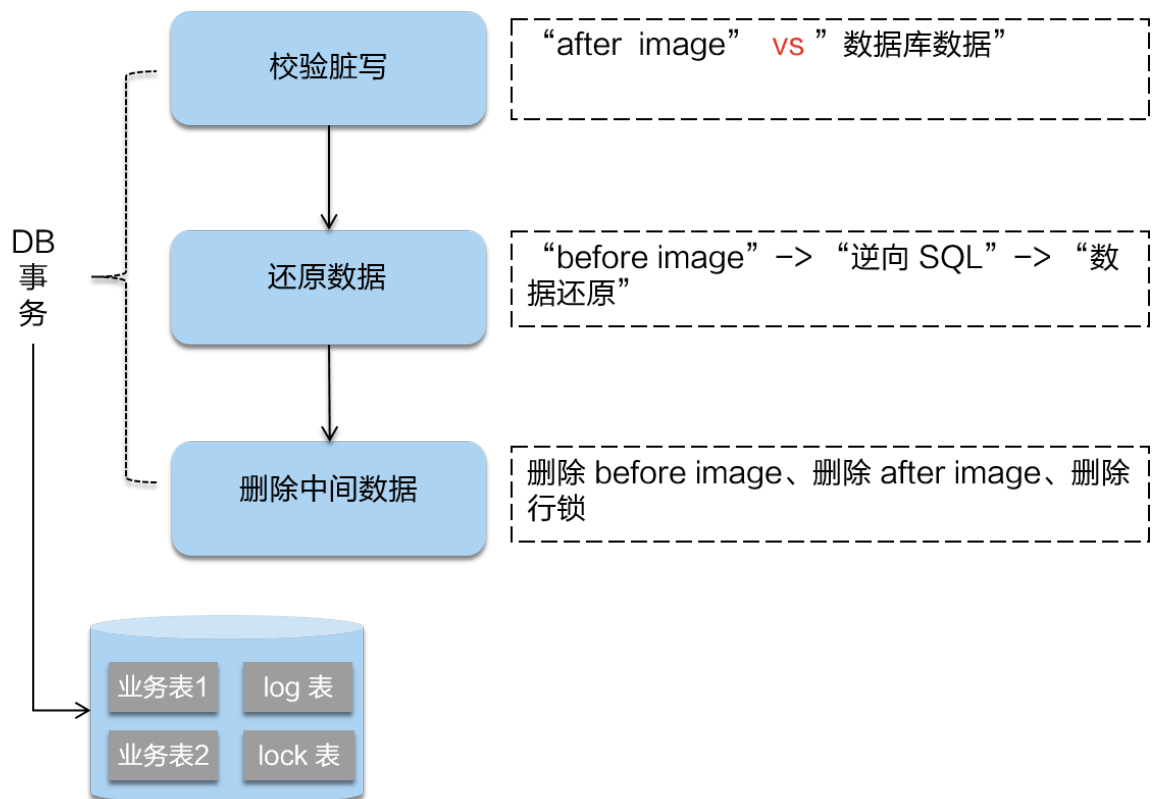 校验脏写
“after image” vs ”数据库数据”
DB
事
务
还原数据
“before image”–> “逆向 SQL”–> “数
据还原”
删除中间数据
删除 before image、删除 after image、删除
行锁
业务表1
log 表
业务表2
lock 表